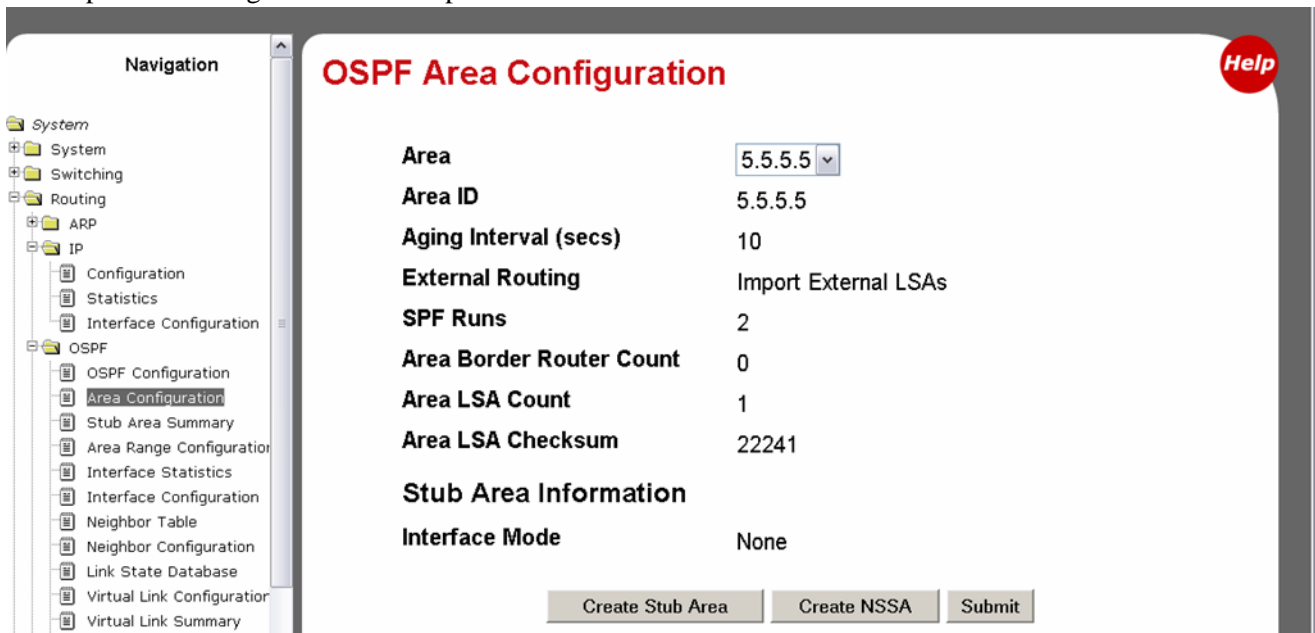 Navigation
System
System
Switching
Routing
ARP
IP
Configuration
Statistics
Interface Configuration
OSPF
OSPF Configuration
Area Configuration
Stub Area Summary
Area Range Configuration
Interface Statistics
Interface Configuration
Neighbor Table
Neighbor Configuration
Link State Database
Virtual Link Configuration
Virtual Link Summary
OSPF Area Configuration
Help
Area 5.5.5.5
Area ID 5.5.5.5
Aging Interval (secs) 10
External Routing Import External LSAs
SPF Runs 2
Area Border Router Count 0
Area LSA Count 1
Area LSA Checksum 22241
Stub Area Information
Interface Mode None
Create Stub Area Create NSSA Submit